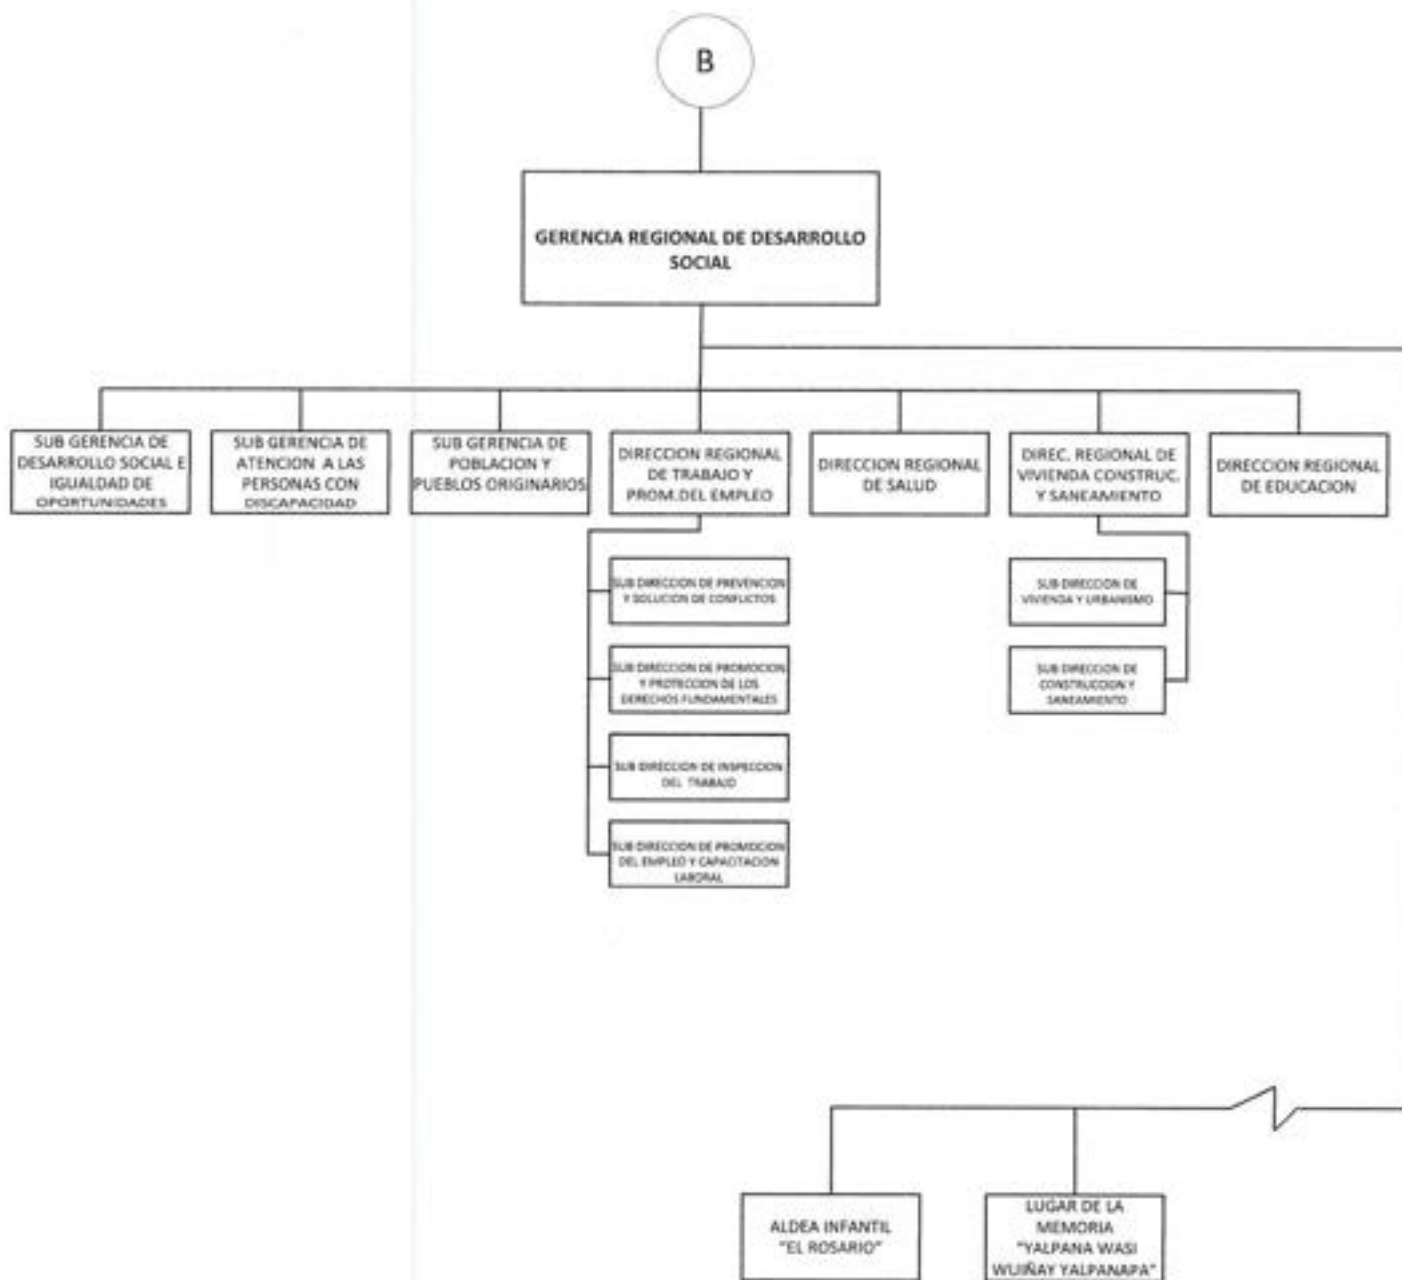 B
GERENCIA REGIONAL DE DESARROLLO
SOCIAL
SUB GERENCIA DE
DESARROLLO SOCIAL E
IGUALDAD DE
OPORTUNIDADES
SUB GERENCIA DE
ATENCION A LAS
PERSONAS CON
DISCAPACIDAD
SUB GERENCIA DE
POBLACION Y
PUEBLOS ORIGINARIOS
DIRECCION REGIONAL
DE TRABAJO Y
PROM.DEL EMPLEO
DIRECCION REGIONAL
DE SALUD
DIREC. REGIONAL DE
VIVIENDA CONSTRUC.
Y SANEAMIENTO
DIRECCION REGIONAL
DE EDUCACION
SUB DIRECCION DE PREVENCION
Y SOLUCION DE CONFLICTOS
SUB DIRECCION DE PROMOCION
Y PROTECCION DE LOS
DERECHOS FUNDAMENTALES
SUB DIRECCION DE INSPECCION
DEL TRABAJO
SUB DIRECCION DE PROMOCION
DEL EMPLEO Y CAPACITACION
LABORAL
SUB DIRECCION DE
VIVIENDA Y URBANISMO
SUB DIRECCION DE
CONSTRUCCION Y
SANEAMIENTO
ALDEA INFANTIL
"EL ROSARIO"
LUGAR DE LA
MEMORIA
"YALPANA WASI
WUIÑAY YALPANAPA"